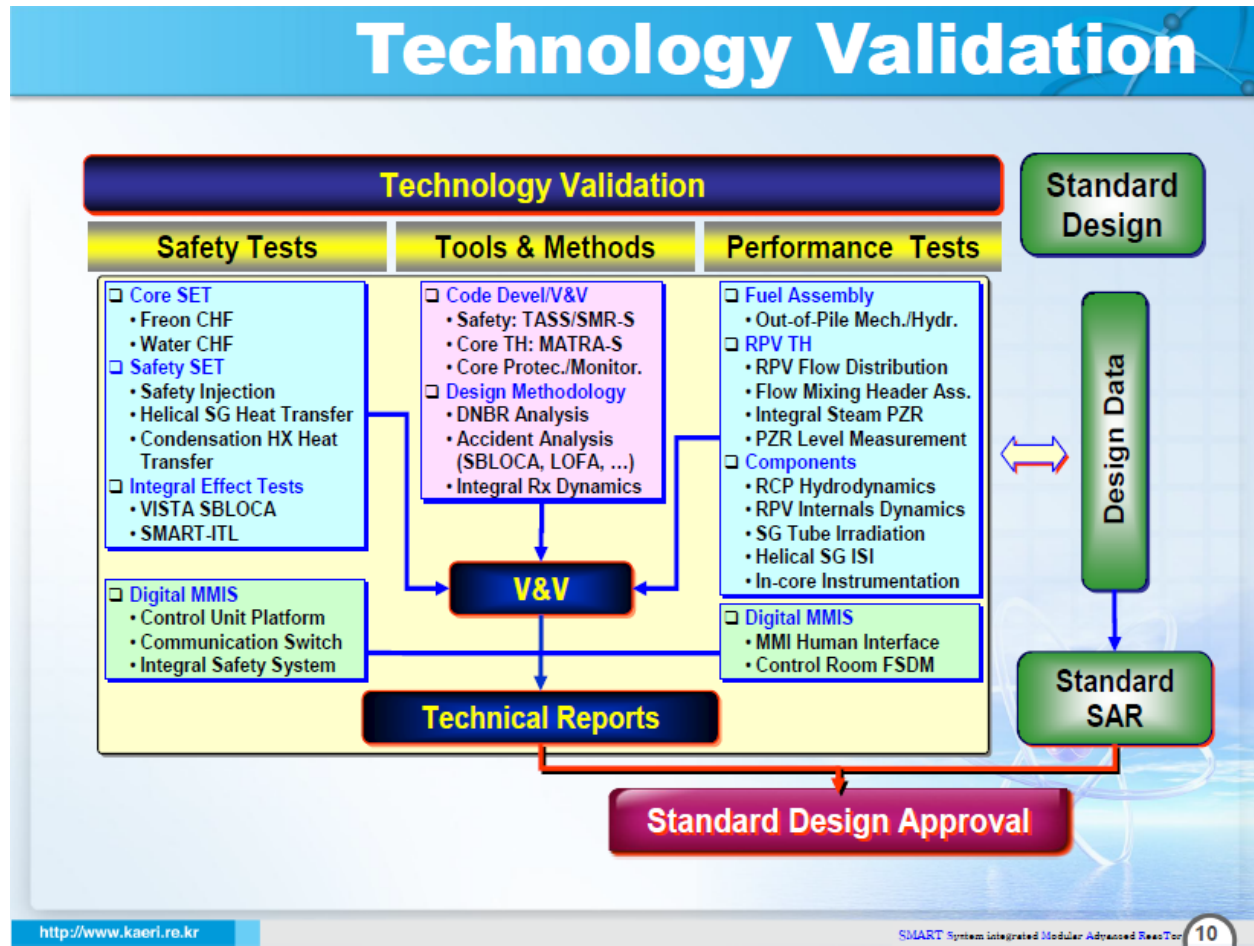 Technology Validation
Technology Validation
Standard
Design
Safety Tests
Tools & Methods
Performance Tests
❑ Core SET
• Freon CHF
• Water CHF
❑ Safety SET
• Safety Injection
• Helical SG Heat Transfer
• Condensation HX Heat
Transfer
❑ Integral Effect Tests
• VISTA SBLOCA
• SMART-ITL
❑ Digital MMIS
• Control Unit Platform
• Communication Switch
• Integral Safety System
❑ Code Devel/V&V
• Safety: TASS/SMR-S
• Core TH: MATRA-S
• Core Protec./Monitor.
❑ Design Methodology
• DNBR Analysis
• Accident Analysis
(SBLOCA, LOFA, ...)
• Integral Rx Dynamics
V&V
Technical Reports
❑ Fuel Assembly
• Out-of-Pile Mech./Hydr.
❑ RPV TH
• RPV Flow Distribution
• Flow Mixing Header Ass.
• Integral Steam PZR
• PZR Level Measurement
❑ Components
• RCP Hydrodynamics
• RPV Internals Dynamics
• SG Tube Irradiation
• Helical SG ISI
• In-core Instrumentation
❑ Digital MMIS
• MMI Human Interface
• Control Room FSDM
Design Data
Standard
SAR
Standard Design Approval
http://www.kaeri.re.kr
SMART System integrated Modular Advanced ReacTor
10